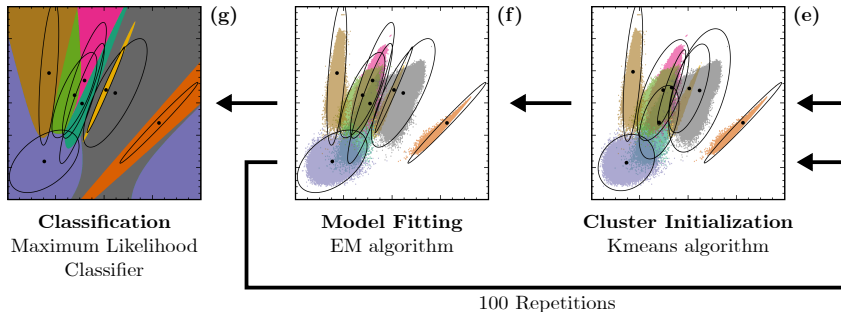 (g)
(f)
(e)
Classification
Maximum Likelihood
Classifier
Model Fitting
EM algorithm
Cluster Initialization
Kmeans algorithm
100 Repetitions